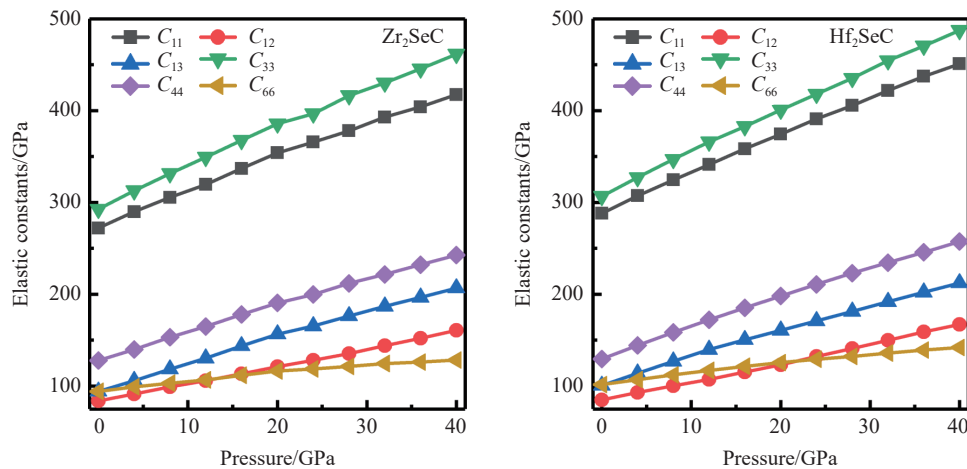 500
400
300
200
100
Elastic constants/GPa
C₁₁ C₁₂
C₁₃ C₃₃
C₄₄ C₆₆
Zr₂SeC
0 10 20 30 40
Pressure/GPa
500
400
300
200
100
Elastic constants/GPa
C₁₁ C₁₂
C₁₃ C₃₃
C₄₄ C₆₆
Hf₂SeC
0 10 20 30 40
Pressure/GPa